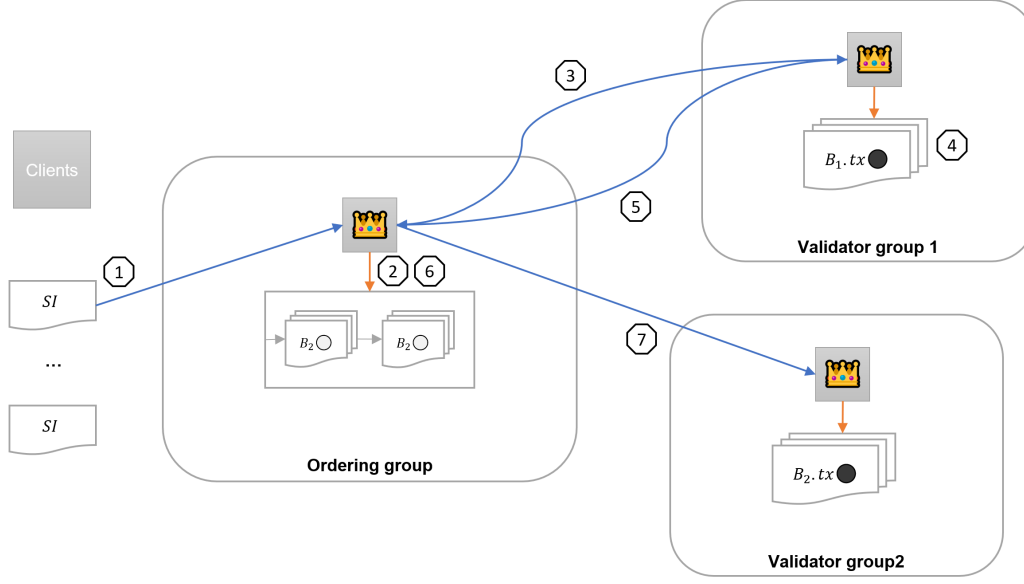 3
B₁.tx
4
Clients
5
Validator group 1
1
2
6
SI
B₂
B₂
7
...
SI
Ordering group
B₂.tx
Validator group2